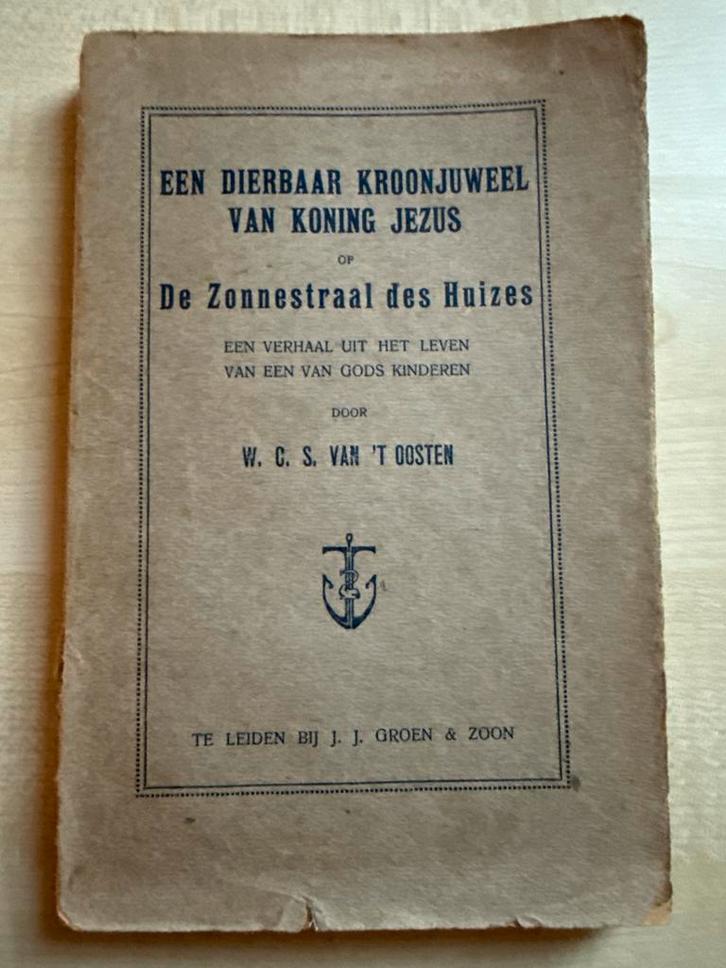 EEN DIERBAAR KROONJUWEEL
VAN KONING JEZUS
OF
De Zonnestraal des Huizes
EEN VERHAAL UIT HET LEVEN
VAN EEN VAN GODS KINDEREN
DOOR
W. C. S. VAN 'T OOSTEN
TE LEIDEN BIJ J. J. GROEN & ZOON